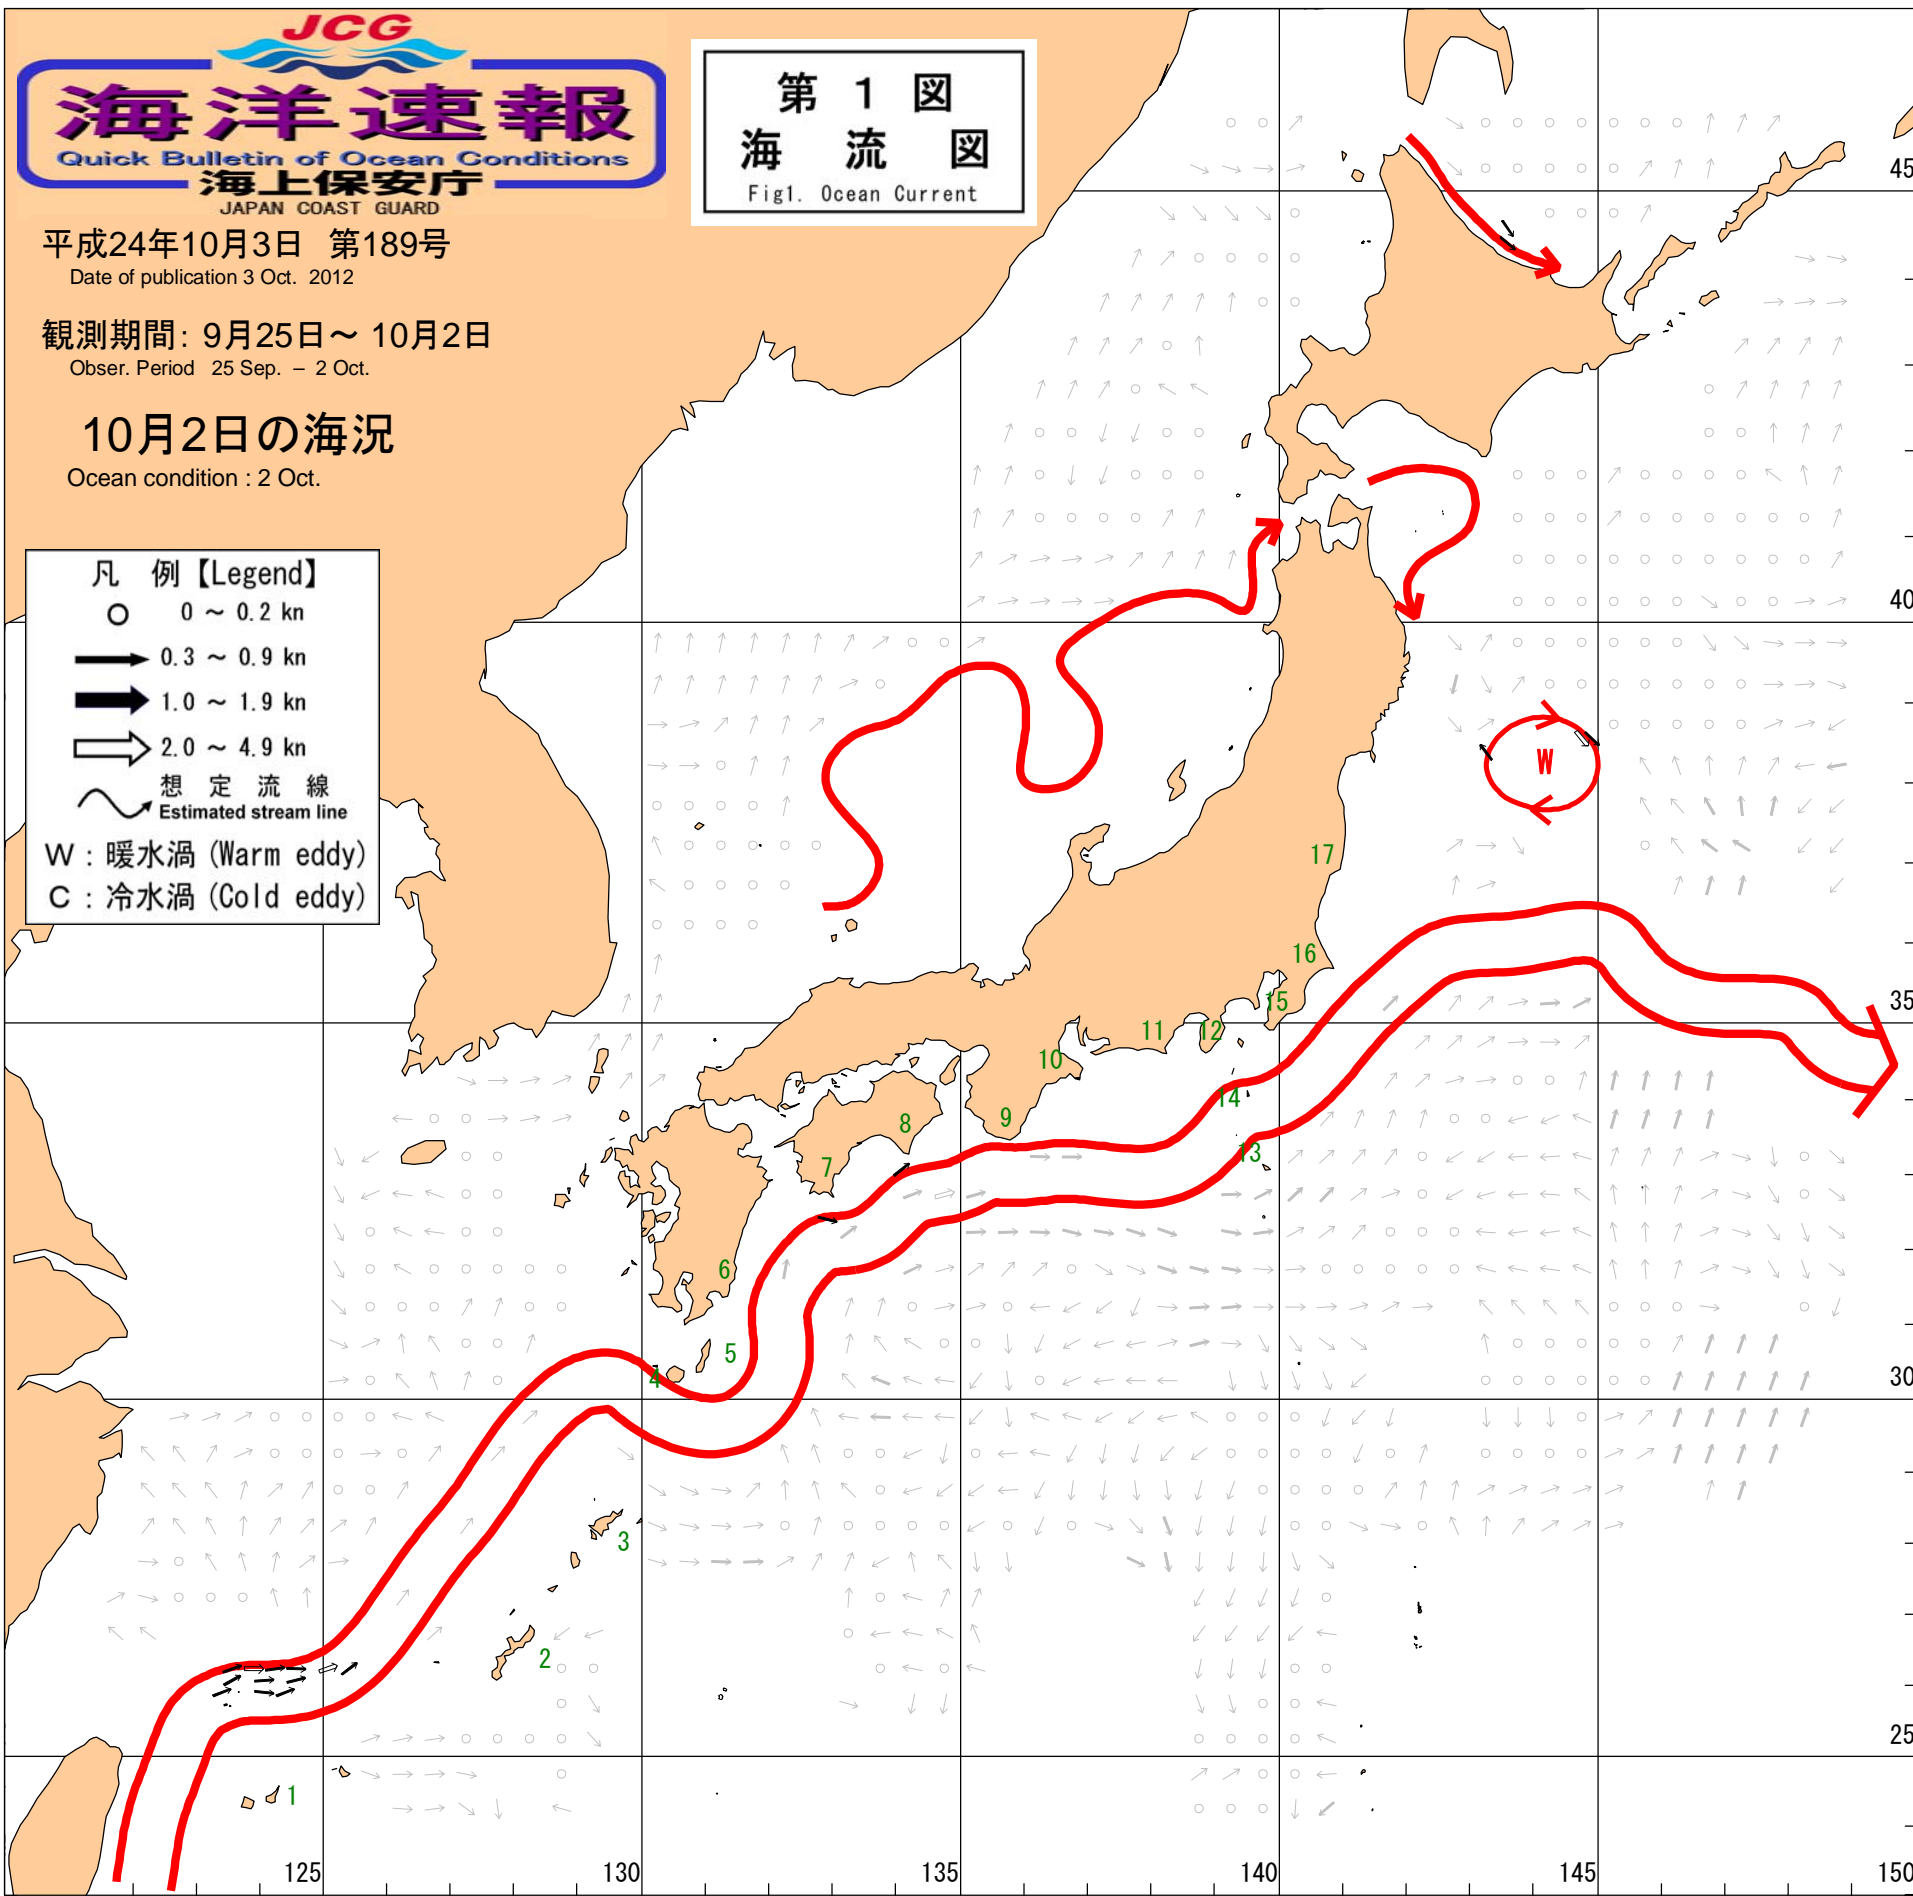 JCG
海洋速報
Quick Bulletin of Ocean Conditions
海上保安庁
JAPAN COAST GUARD
第 1 図
海 流 図
Fig1. Ocean Current
平成24年10月3日 第189号
Date of publication 3 Oct. 2012
観測期間: 9月25日～ 10月2日
Obser. Period 25 Sep. – 2 Oct.
10月2日の海況
Ocean condition : 2 Oct.
凡 例【Legend】
0 ～ 0.2 kn
0.3 ～ 0.9 kn
1.0 ～ 1.9 kn
2.0 ～ 4.9 kn
想 定 流 線
Estimated stream line
W : 暖水渦 (Warm eddy)
C : 冷水渦 (Cold eddy)
45
40
W
17
16
35
15
12
11
10
14
9
8
13
7
6
5
4
30
3
2
25
1
125
130
135
140
145
150